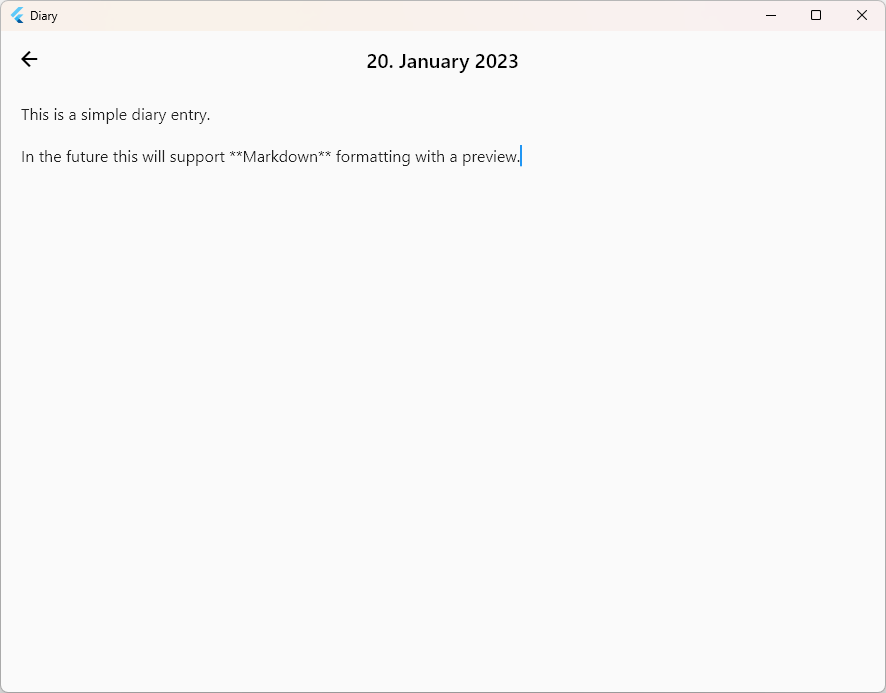 Diary
20. January 2023
This is a simple diary entry.
In the future this will support **Markdown** formatting with a preview.